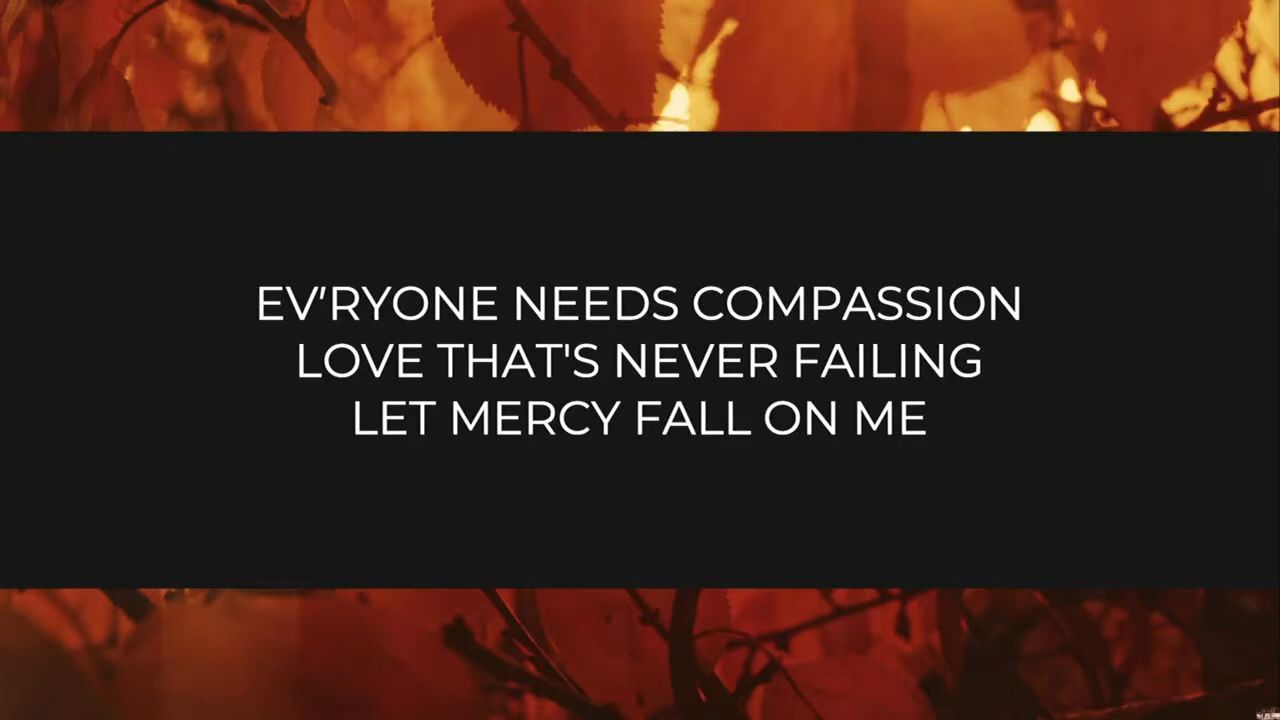 EV'RYONE NEEDS COMPASSION
LOVE THAT'S NEVER FAILING
LET MERCY FALL ON ME